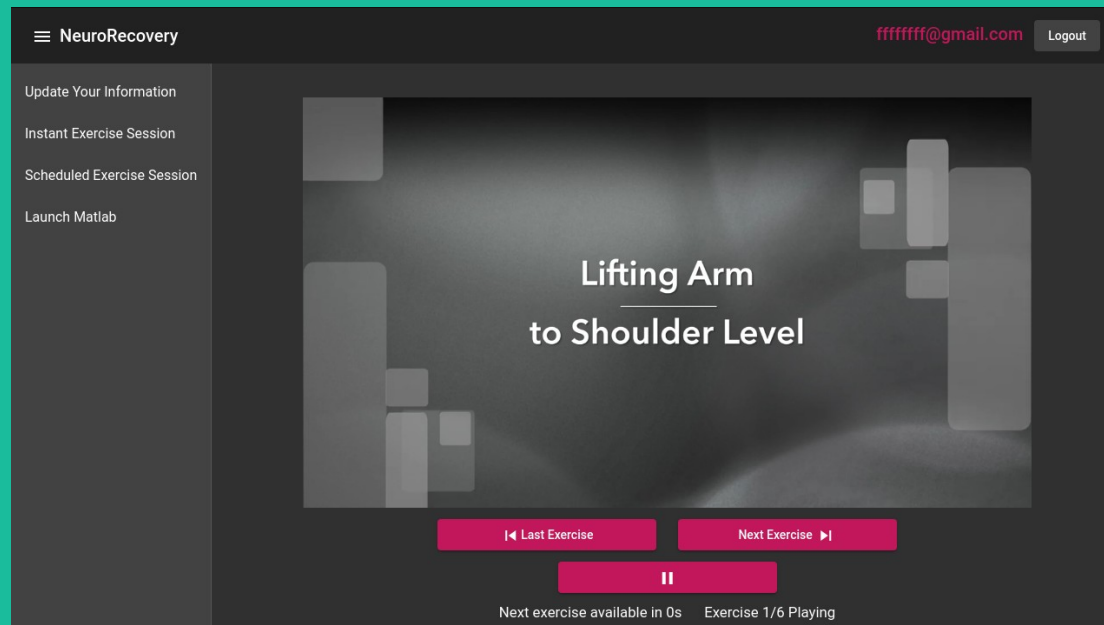 NeuroRecovery
ffffffff@gmail.com
Logout
Update Your Information
Instant Exercise Session
Scheduled Exercise Session
Launch Matlab
Lifting Arm
to Shoulder Level
Last Exercise
Next Exercise
Next exercise available in 0s
Exercise 1/6 Playing